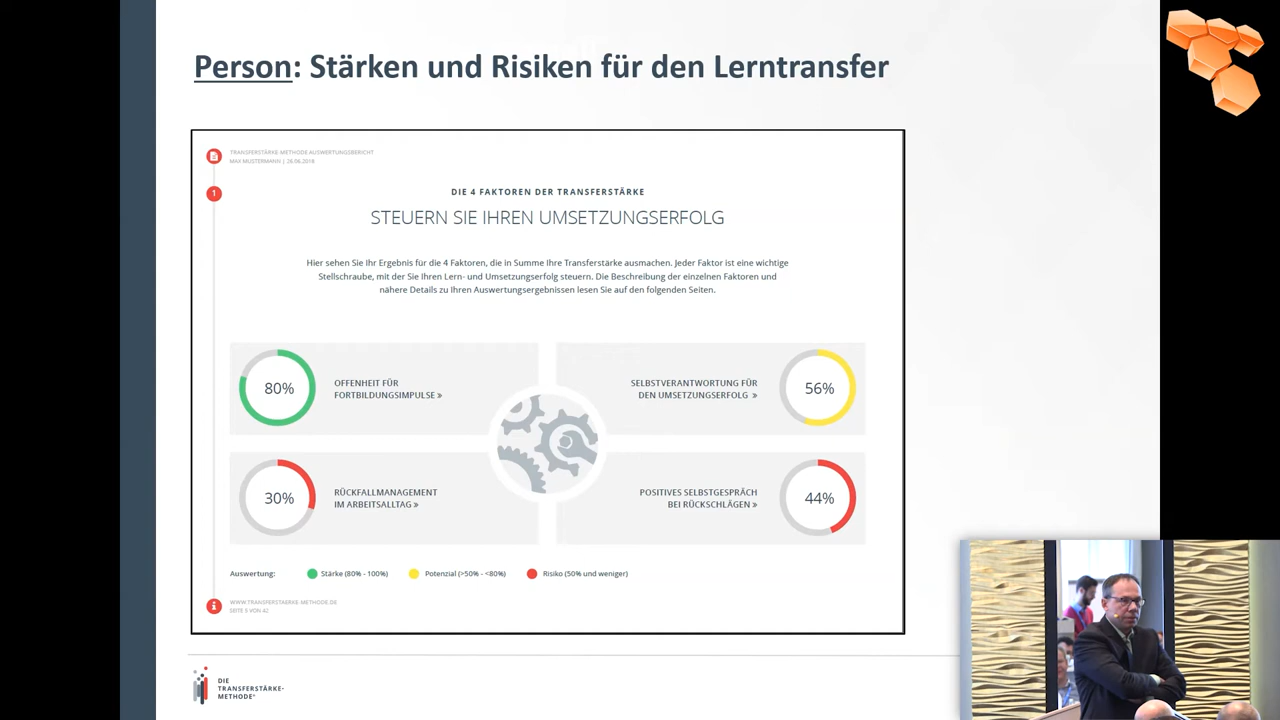 Person: Stärken und Risiken für den Lerntransfer
TRANSFERSTÄRKE-METHODE AUSWERTUNGSBERICHT
MAX MUSTERMANN | 26.06.2018
1
DIE 4 FAKTOREN DER TRANSFERSTÄRKE
STEUERN SIE IHREN UMSETZUNGSERFOLG
Hier sehen Sie Ihr Ergebnis für die 4 Faktoren, die in Summe Ihre Transferstärke ausmachen. Jeder Faktor ist eine wichtige
Stellschraube, mit der Sie Ihren Lern- und Umsetzungserfolg steuern. Die Beschreibung der einzelnen Faktoren und
nähere Details zu Ihren Auswertungsergebnissen lesen Sie auf den folgenden Seiten.
80%
OFFENHEIT FÜR
FORTBILDUNGSIMPULSE »
SELBSTVERANTWORTUNG FÜR
DEN UMSETZUNGSERFOLG »
56%
30%
RÜCKFALLMANAGEMENT
IM ARBEITSALLTAG »
POSITIVES SELBSTGESPRÄCH
BEI RÜCKSCHLÄGEN »
44%
Auswertung: Stärke (80% - 100%) Potenzial (>50% - <80%) Risiko (50% und weniger)
WWW.TRANSFERSTAERKE-METHODE.DE
SEITE 5 VON 42
DIE
TRANSFERSTÄRKE-
METHODE®